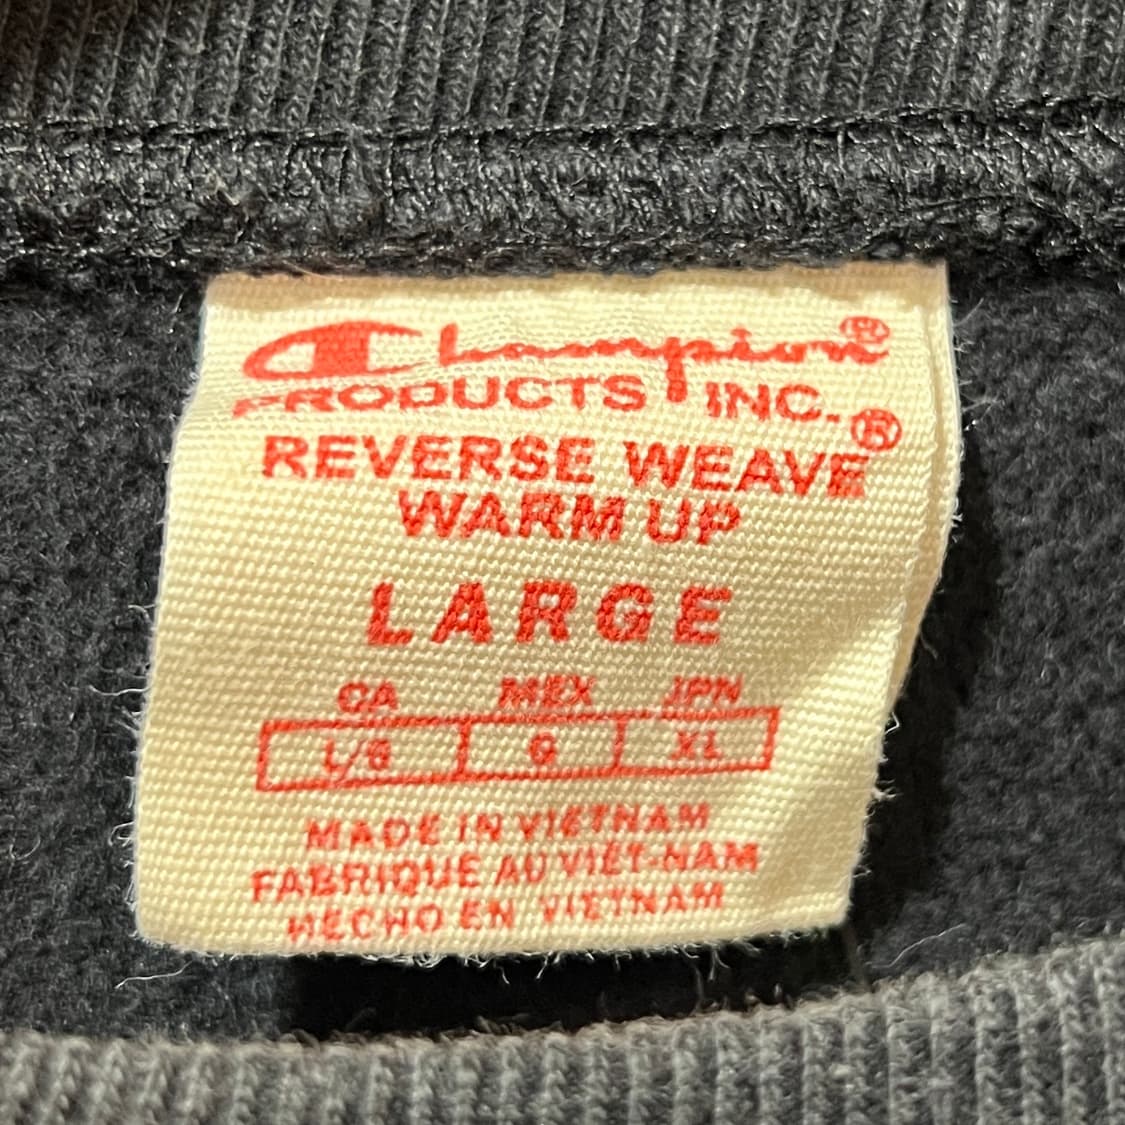 Champion®
PRODUCTS INC.
REVERSE WEAVE®
WARM UP
LARGE
CA MEX JPN
L/G G XL
MADE IN VIETNAM
FABRIQUE AU VIÊT-NAM
HECHO EN VIETNAM